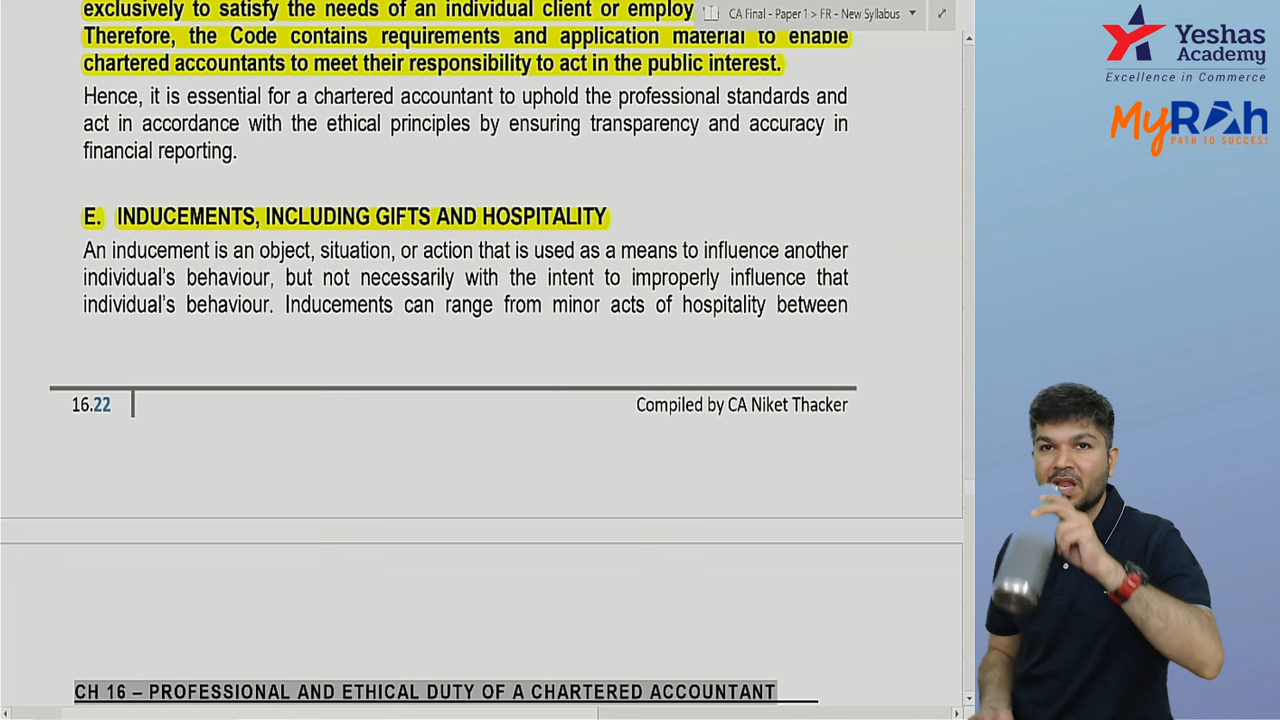 exclusively to satisfy the needs of an individual client or employ
CA Final - Paper 1 > FR - New Syllabus
Therefore, the Code contains requirements and application material to enable
chartered accountants to meet their responsibility to act in the public interest.
Hence, it is essential for a chartered accountant to uphold the professional standards and
act in accordance with the ethical principles by ensuring transparency and accuracy in
financial reporting.
E. INDUCEMENTS, INCLUDING GIFTS AND HOSPITALITY
An inducement is an object, situation, or action that is used as a means to influence another
individual's behaviour, but not necessarily with the intent to improperly influence that
individual's behaviour. Inducements can range from minor acts of hospitality between
16.22
Compiled by CA Niket Thacker
CH 16 – PROFESSIONAL AND ETHICAL DUTY OF A CHARTERED ACCOUNTANT
Yeshas
Academy
Excellence in Commerce
MyRAh
PATH TO SUCCESS